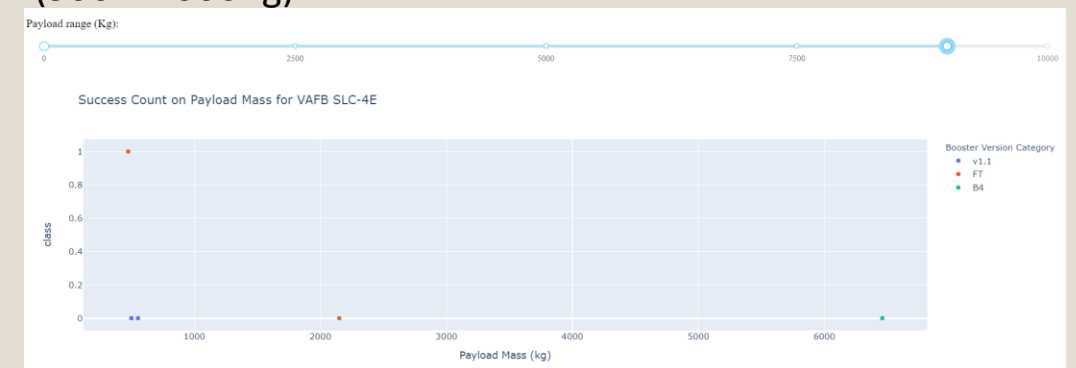 Payload range (Kg):
0 2500 5000 7500 10000
Success Count on Payload Mass for VAFB SLC-4E
Booster Version Category
v1.1
FT
B4
1
0.8
0.6
0.4
0.2
0
class
1000 2000 3000 4000 5000 6000
Payload Mass (kg)